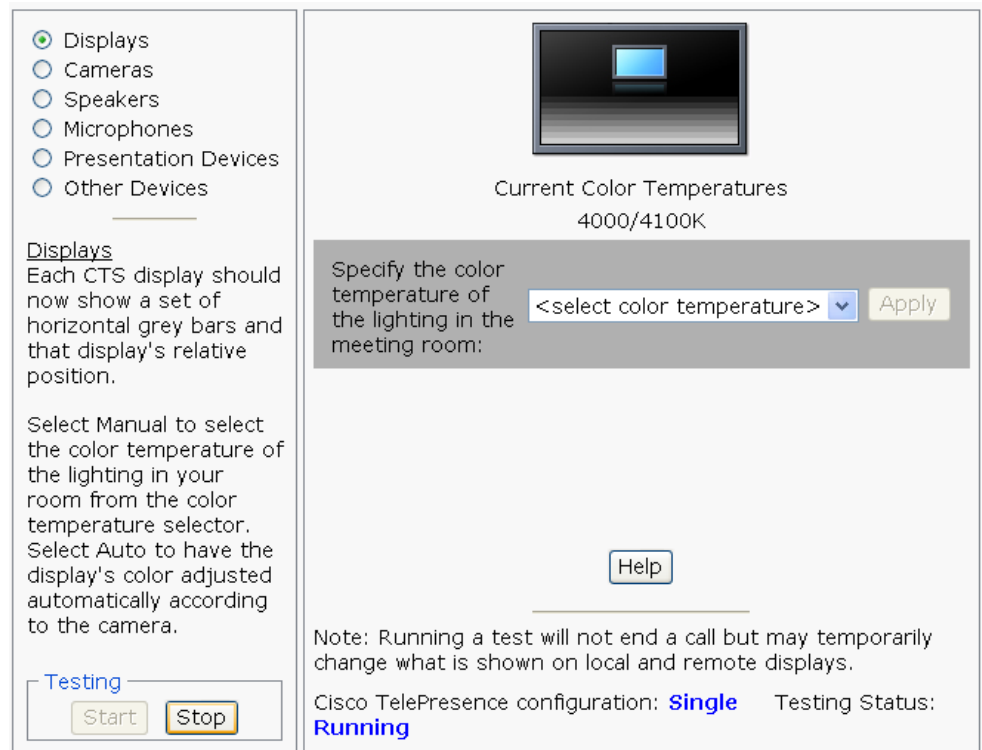 Displays
Cameras
Speakers
Microphones
Presentation Devices
Other Devices
Displays
Each CTS display should
now show a set of
horizontal grey bars and
that display's relative
position.
Select Manual to select
the color temperature of
the lighting in your
room from the color
temperature selector.
Select Auto to have the
display's color adjusted
automatically according
to the camera.
Testing
Start Stop
Current Color Temperatures
4000/4100K
Specify the color
temperature of
the lighting in the
meeting room:
<select color temperature> Apply
Help
Note: Running a test will not end a call but may temporarily
change what is shown on local and remote displays.
Cisco TelePresence configuration: Single Testing Status:
Running